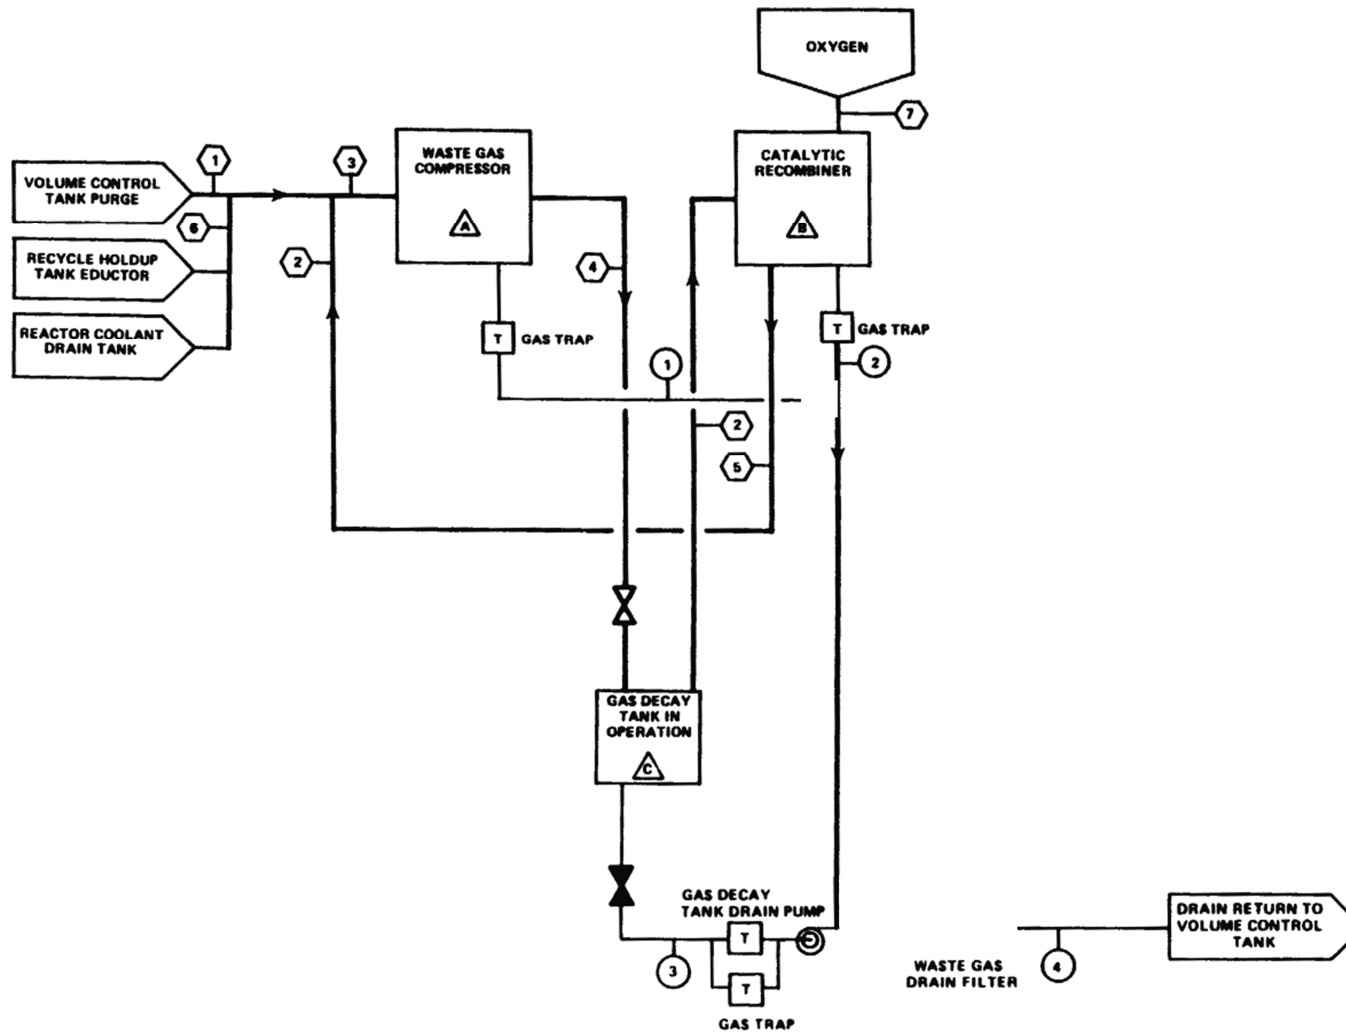 OXYGEN
7
1
3
WASTE GAS
COMPRESSOR
A
CATALYTIC
RECOMBINER
B
VOLUME CONTROL
TANK PURGE
6
RECYCLE HOLDUP
TANK EDUCTOR
2
4
REACTOR COOLANT
DRAIN TANK
T
GAS TRAP
T
GAS TRAP
1
2
2
5
GAS DECAY
TANK IN
OPERATION
C
GAS DECAY
TANK DRAIN PUMP
T
3
T
GAS TRAP
WASTE GAS
DRAIN FILTER
4
DRAIN RETURN TO
VOLUME CONTROL
TANK